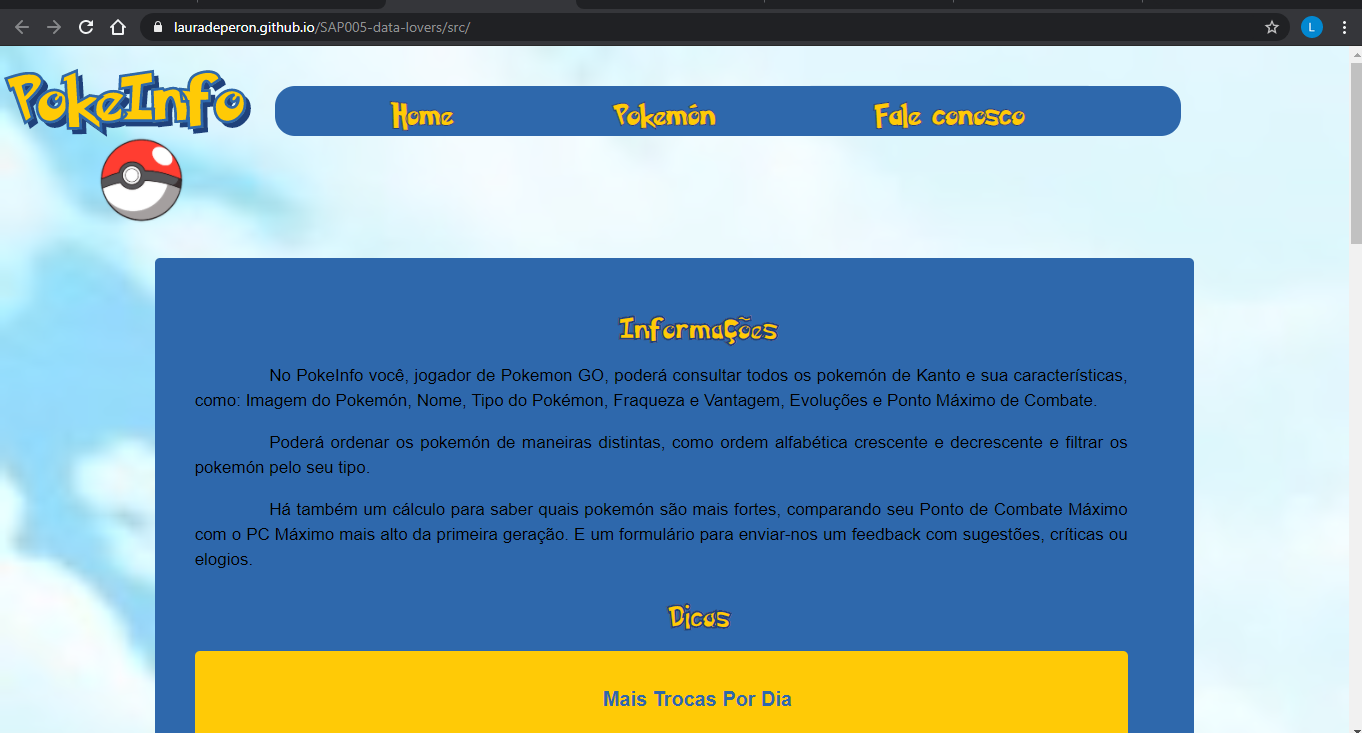 lauradeperon.github.io/SAP005-data-lovers/src/
L
PokeInfo
Home Pokemón Fale conosco
Informações
No PokeInfo você, jogador de Pokemon GO, poderá consultar todos os pokemón de Kanto e sua características,
como: Imagem do Pokemón, Nome, Tipo do Pokémon, Fraqueza e Vantagem, Evoluções e Ponto Máximo de Combate.
Poderá ordenar os pokemón de maneiras distintas, como ordem alfabética crescente e decrescente e filtrar os
pokemón pelo seu tipo.
Há também um cálculo para saber quais pokemón são mais fortes, comparando seu Ponto de Combate Máximo
com o PC Máximo mais alto da primeira geração. E um formulário para enviar-nos um feedback com sugestões, críticas ou
elogios.
Dicas
Mais Trocas Por Dia